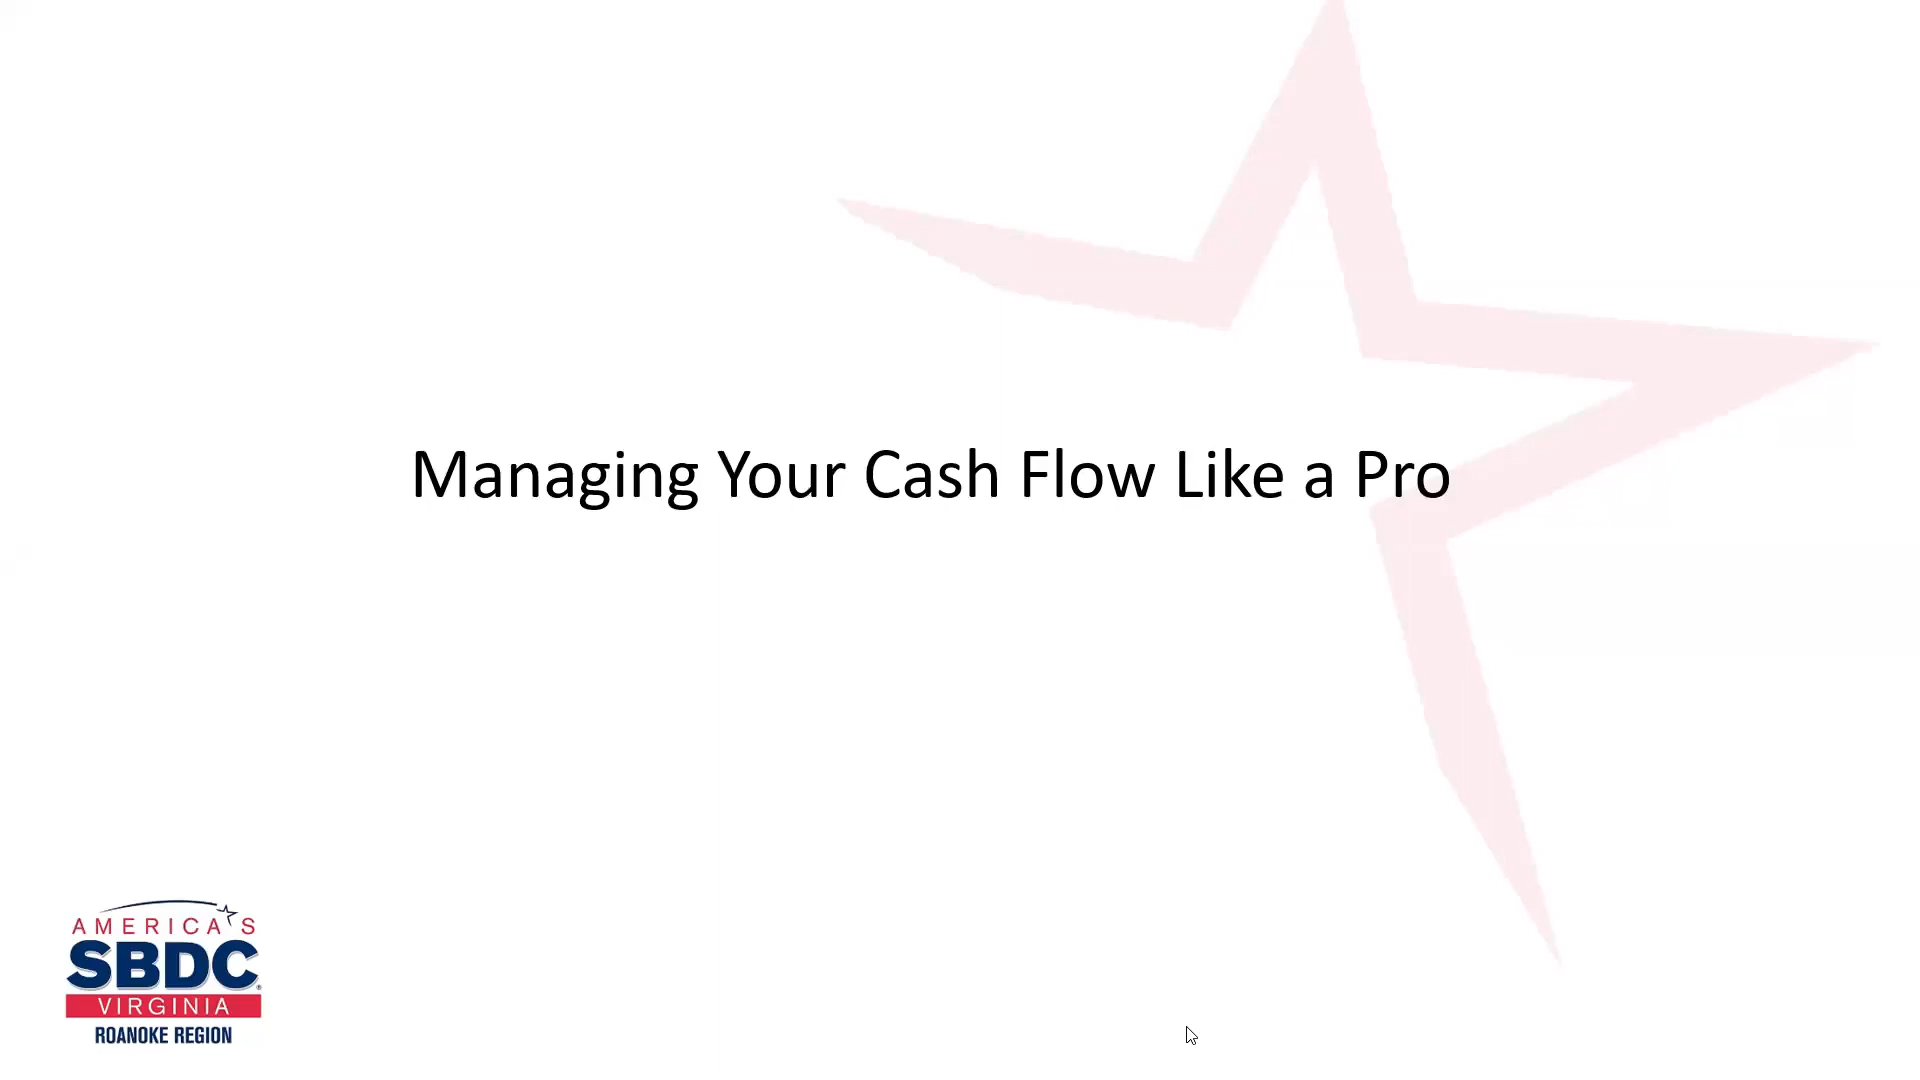 Managing Your Cash Flow Like a Pro
AMERICA'S
SBDC®
VIRGINIA
ROANOKE REGION